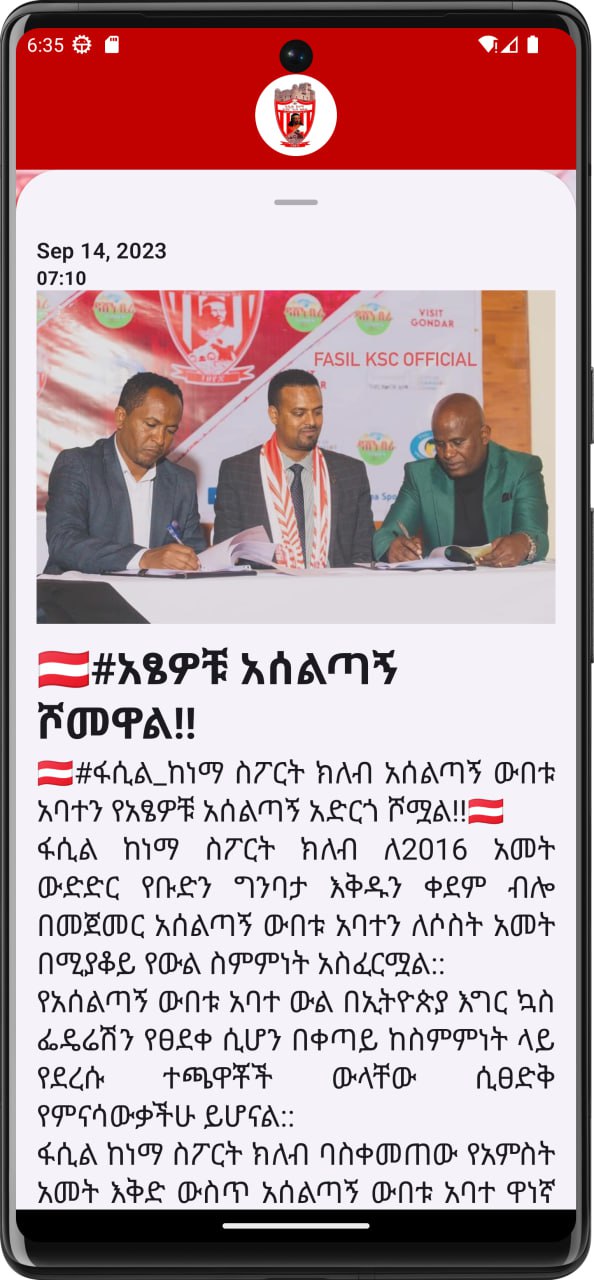 6:35
Sep 14, 2023
07:10
VISIT
GONDAR
FASIL KSC OFFICIAL
🇦🇹#አፄዎቹ አሰልጣኝ
ሾመዋል!!
🇦🇹#ፋሲል_ከነማ ስፖርት ክለብ አሰልጣኝ ውበቱ
አባተን የአፄዎቹ አሰልጣኝ አድርጎ ሾሟል!!🇦🇹
ፋሲል ከነማ ስፖርት ክለብ ለ2016 አመት
ውድድር የቡድን ግንባታ እቅዱን ቀደም ብሎ
በመጀመር አሰልጣኝ ውበቱ አባተን ለሶስት አመት
በሚያቆይ የውል ስምምነት አስፈርሟል::
የአሰልጣኝ ውበቱ አባተ ውል በኢትዮጵያ እግር ኳስ
ፌዴሬሽን የፀደቀ ሲሆን በቀጣይ ከስምምነት ላይ
የደረሱ ተጫዋቾች ውላቸው ሲፀድቅ
የምናሳውቃችሁ ይሆናል::
ፋሲል ከነማ ስፖርት ክለብ ባስቀመጠው የአምስት
አመት እቅድ ውስጥ አሰልጣኝ ውበቱ አባተ ዋነኛ